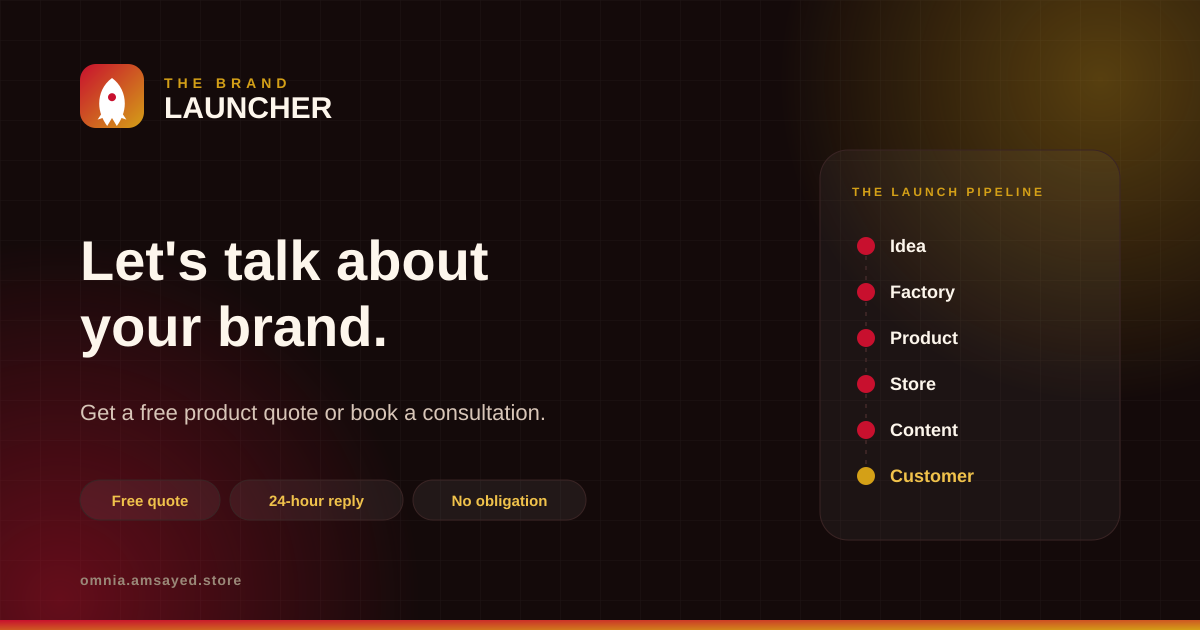 THE BRAND
LAUNCHER
Let's talk about
your brand.
Get a free product quote or book a consultation.
Free quote
24-hour reply
No obligation
omnia.amsayed.store
THE LAUNCH PIPELINE
Idea
Factory
Product
Store
Content
Customer